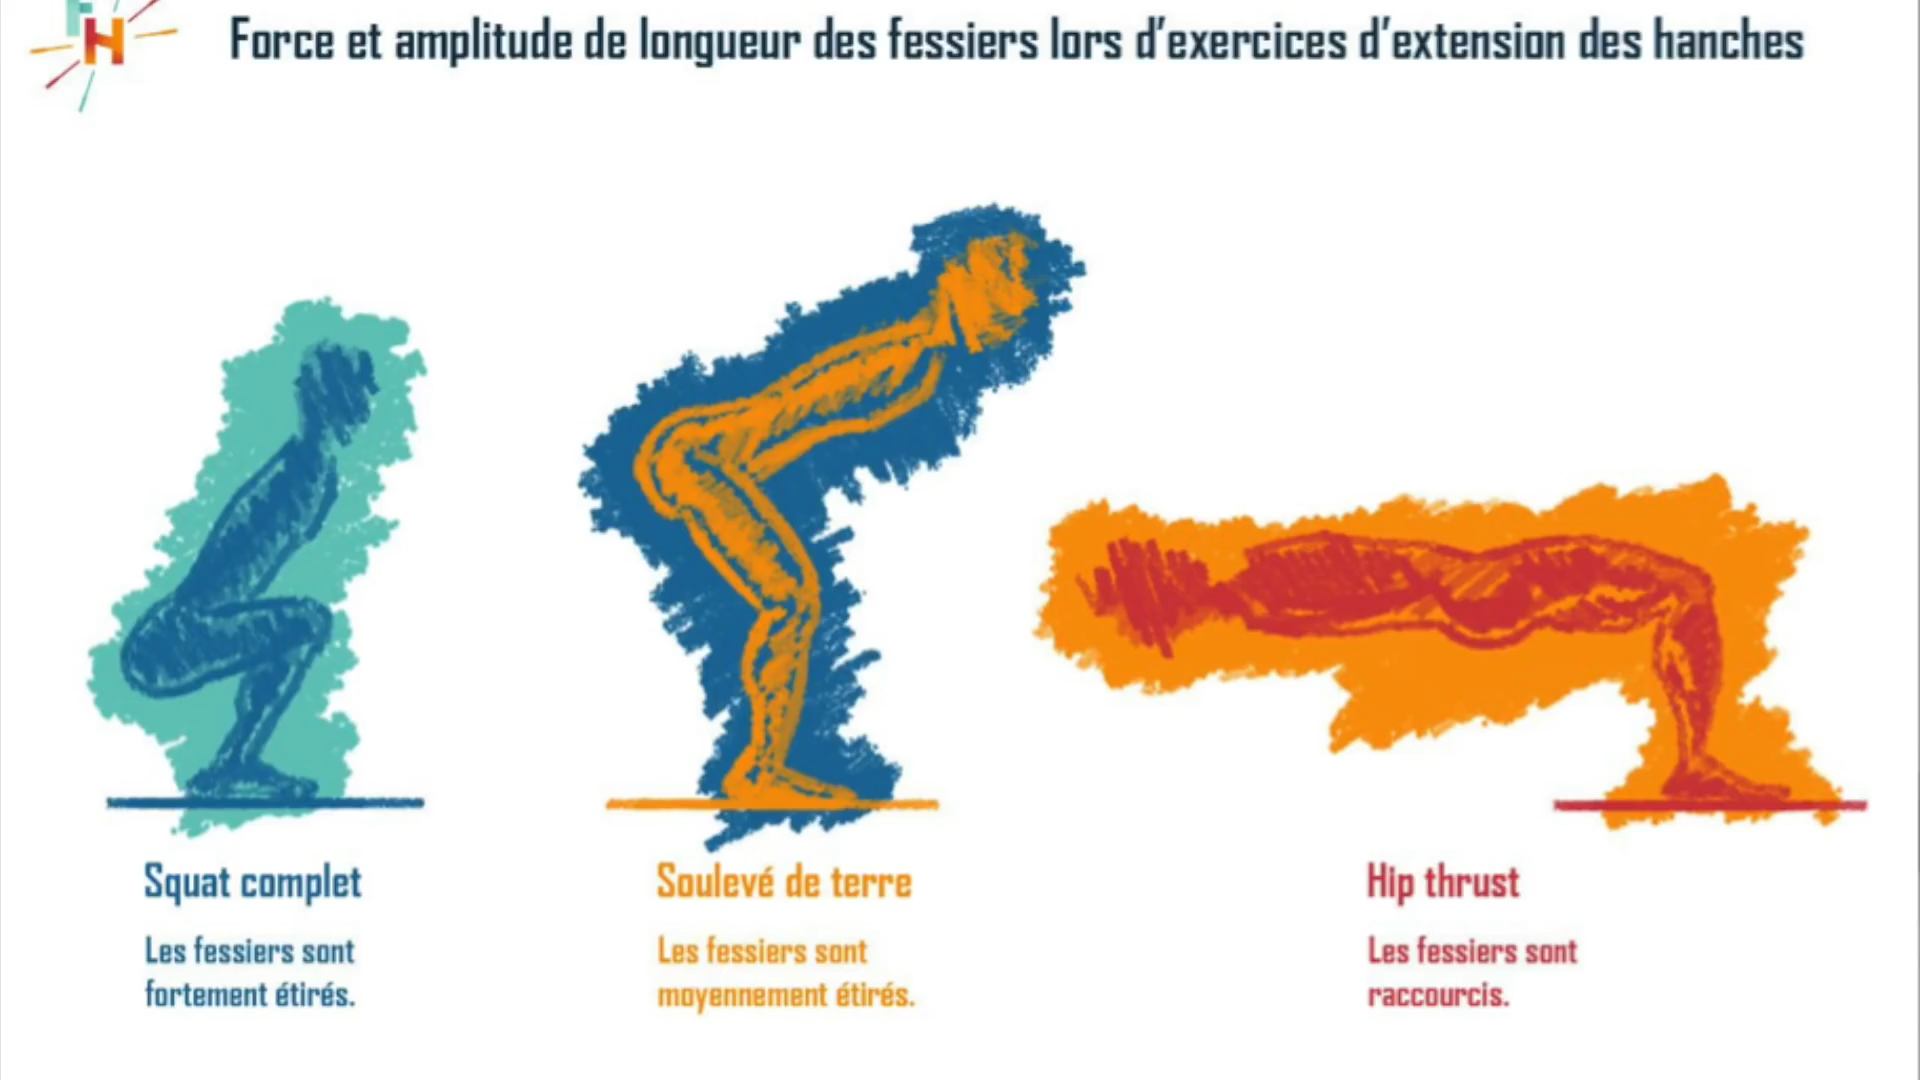 FH
Force et amplitude de longueur des fessiers lors d'exercices d'extension des hanches
Squat complet
Les fessiers sont
fortement étirés.
Soulevé de terre
Les fessiers sont
moyennement étirés.
Hip thrust
Les fessiers sont
raccourcis.